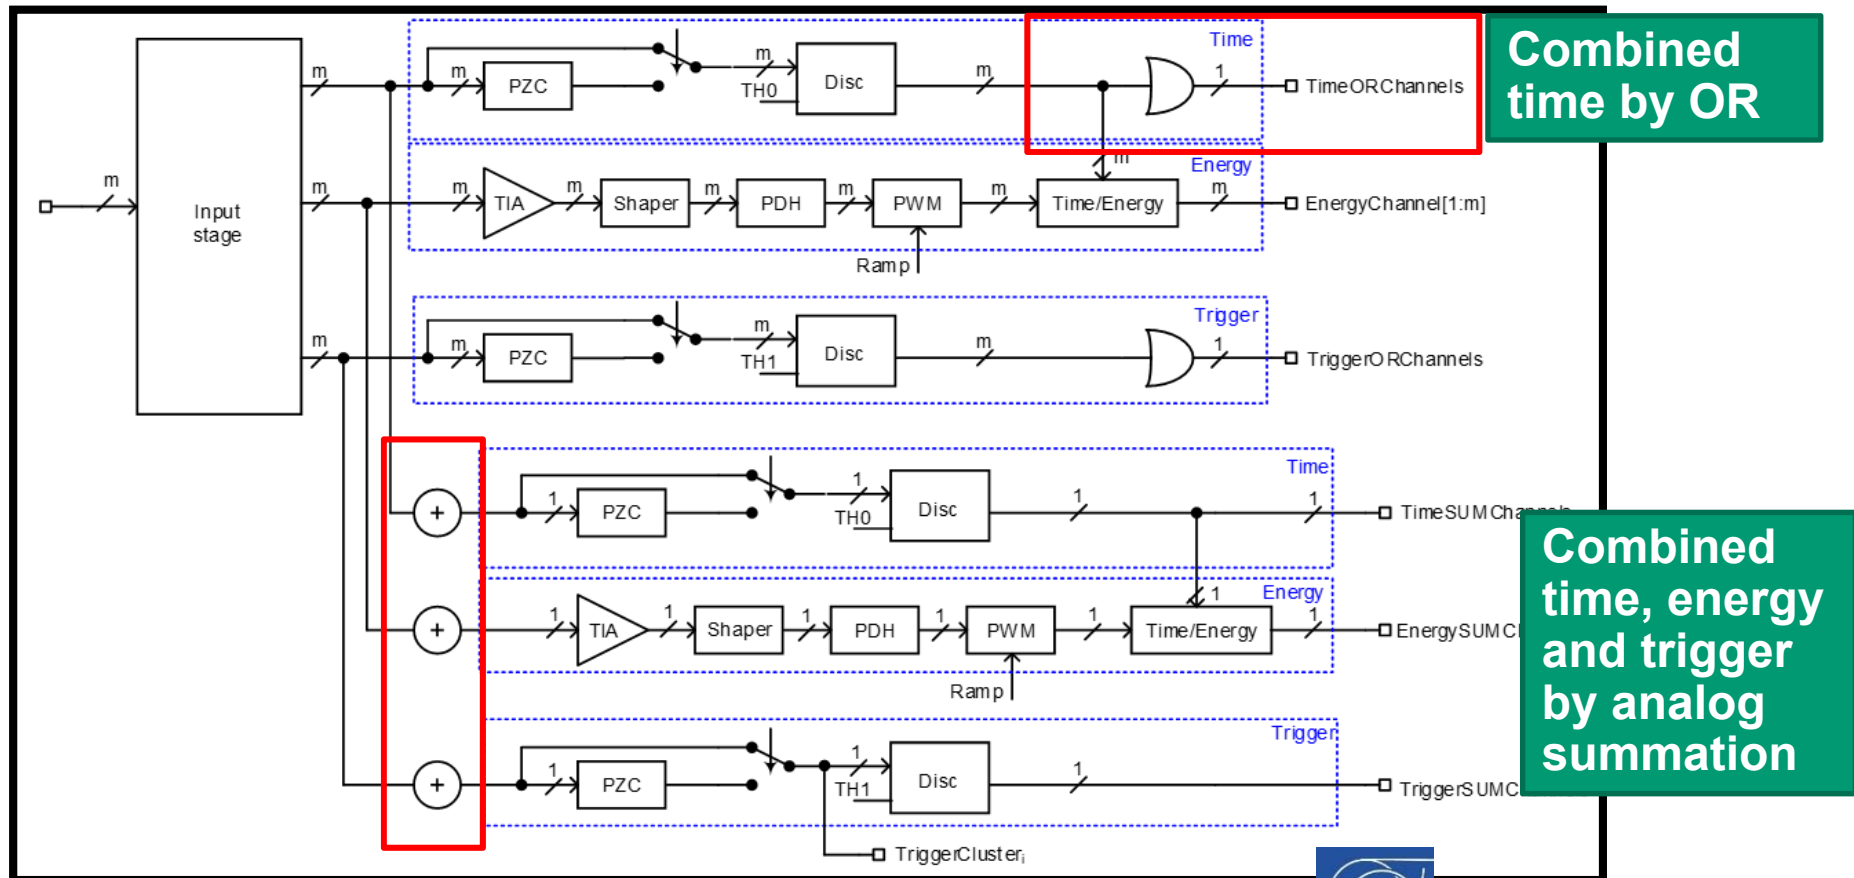 Time
m
m
PZC
m
TH0
Disc
m
1
TimeORChannels
Combined
time by OR
m
Input
stage
m
m
TIA
m
Shaper
m
PDH
m
PWM
Ramp
m
m
Energy
Time/Energy
m
EnergyChannel[1:m]
m
m
PZC
m
TH1
Disc
m
Trigger
1
TriggerORChannels
+
1
PZC
1
TH0
Disc
1
Time
1
+
1
TIA
1
Shaper
1
PDH
1
PWM
Ramp
1
1
Energy
Time/Energy
1
Combined
time, energy
and trigger
by analog
summation
+
1
PZC
1
TH1
Disc
1
Trigger
TriggerClusterᵢ